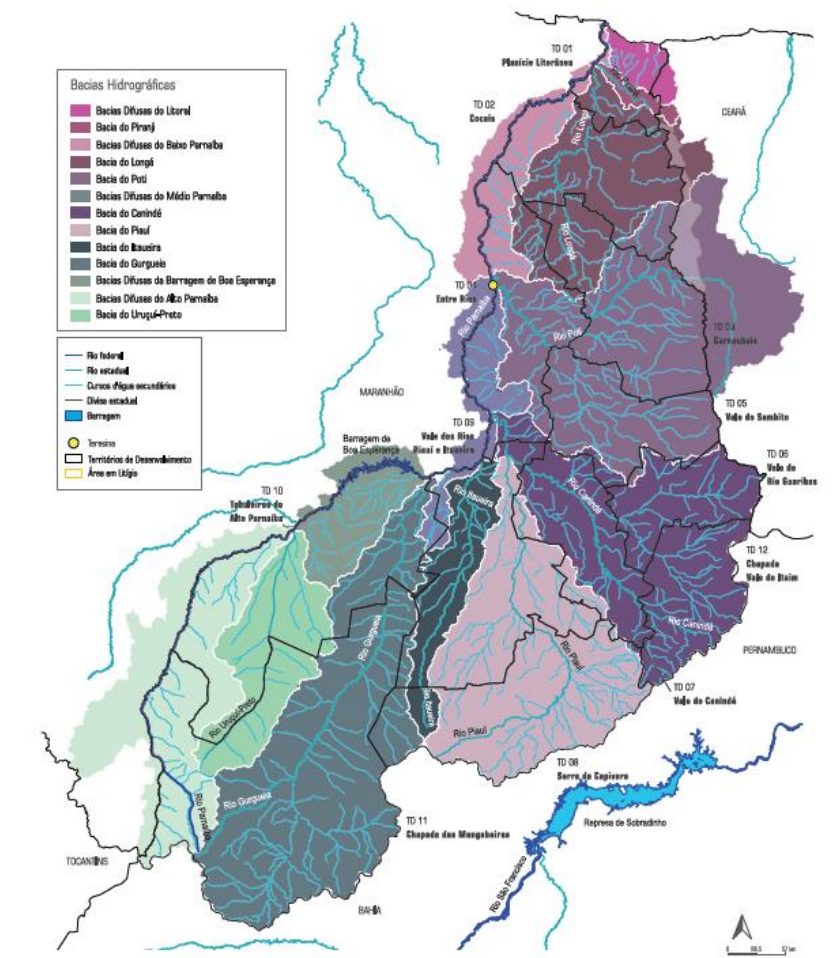 Bacias Hidrográficas
Bacias Difusas do Litoral
Bacia do Piranji
Bacias Difusas do Baixo Parnaíba
Bacia do Longá
Bacia do Poti
Bacias Difusas do Médio Parnaíba
Bacia do Canindé
Bacia do Piauí
Bacia do Itaueira
Bacia do Gurgueia
Bacias Difusas da Barragem de Boa Esperança
Bacias Difusas do Alto Parnaíba
Bacia do Uruçuí-Preto
Rio federal
Rio estadual
Cursos d'água secundários
Divisa estadual
Barragem
Teresina
Territórios de Desenvolvimento
Área em Litígio
TD 01
Planície Litorânea
TD 02
Cocais
CEARÁ
Rio Longá
Rio Longá
TD 04
Entre Rios
Rio Parnaíba
Rio Poti
TD 03
Carnaubais
MARANHÃO
TD 05
Vale do Sambito
TD 09
Vale dos Rios
Piauí e Itaueira
Barragem de
Boa Esperança
TD 06
Vale do
Rio Guaribas
TD 10
Tabuleiros do
Alto Parnaíba
Rio Itaueira
Rio Canindé
TD 12
Chapada
Vale do Itaim
Rio Canindé
Rio Gurgueia
Rio Piauí
PERNAMBUCO
TD 07
Vale do Canindé
Rio Uruçuí-Preto
Rio Itaueira
Rio Piauí
TD 08
Serra da Capivara
Rio Gurgueia
Rio Parnaíba
TD 11
Chapada das Mangabeiras
Represa de Sobradinho
TOCANTINS
Rio São Francisco
BAHIA